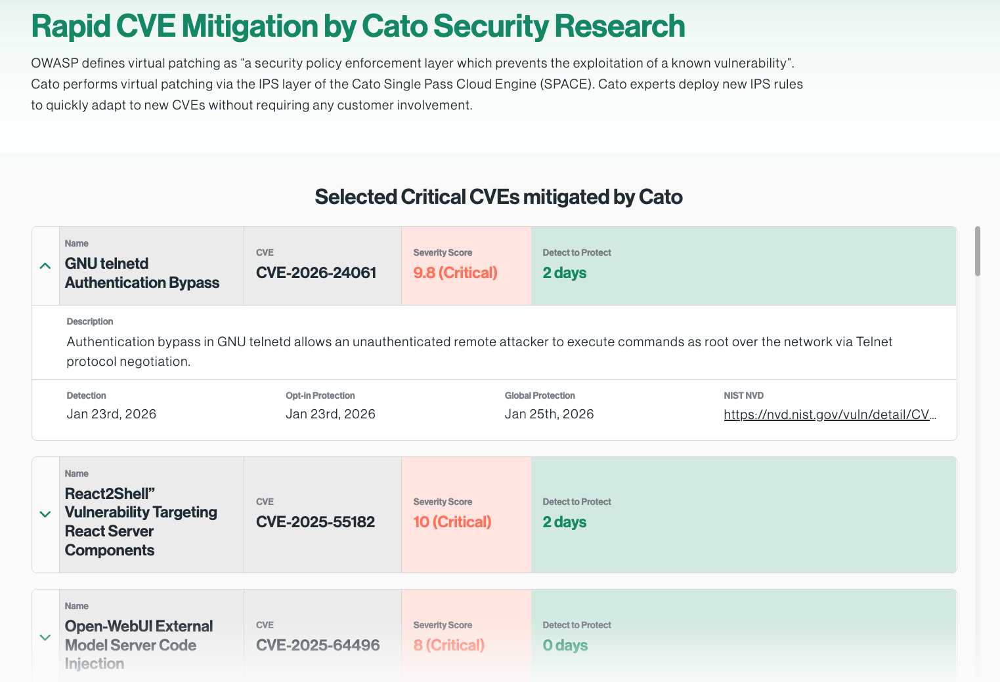 Rapid CVE Mitigation by Cato Security Research
OWASP defines virtual patching as “a security policy enforcement layer which prevents the exploitation of a known vulnerability”.
Cato performs virtual patching via the IPS layer of the Cato Single Pass Cloud Engine (SPACE). Cato experts deploy new IPS rules
to quickly adapt to new CVEs without requiring any customer involvement.
Selected Critical CVEs mitigated by Cato
Name
GNU telnetd
Authentication Bypass
CVE
CVE-2026-24061
Severity Score
9.8 (Critical)
Detect to Protect
2 days
Description
Authentication bypass in GNU telnetd allows an unauthenticated remote attacker to execute commands as root over the network via Telnet
protocol negotiation.
Detection
Jan 23rd, 2026
Opt-in Protection
Jan 23rd, 2026
Global Protection
Jan 25th, 2026
NIST NVD
https://nvd.nist.gov/vuln/detail/CV...
Name
React2Shell”
Vulnerability Targeting
React Server
Components
CVE
CVE-2025-55182
Severity Score
10 (Critical)
Detect to Protect
2 days
Name
Open-WebUI External
Model Server Code
Injection
CVE
CVE-2025-64496
Severity Score
8 (Critical)
Detect to Protect
0 days